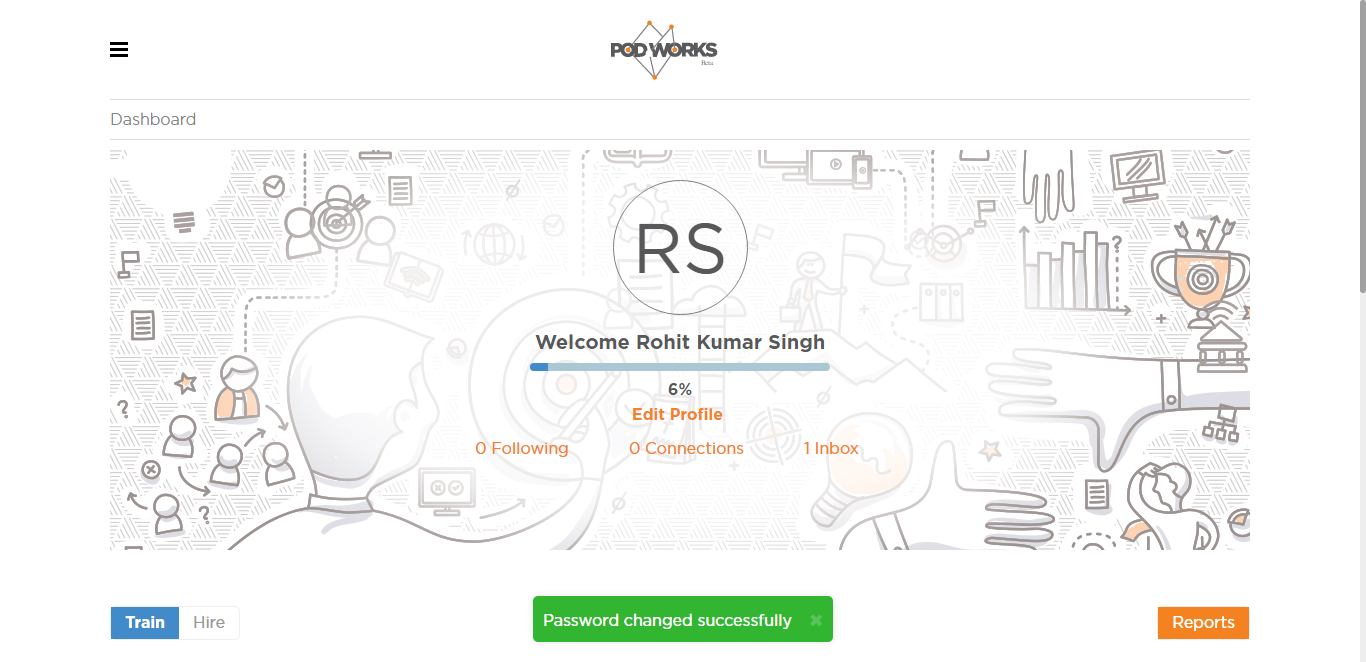 POD WORKS
Beta
Dashboard
RS
Welcome Rohit Kumar Singh
6%
Edit Profile
0 Following
0 Connections
1 Inbox
Train
Hire
Password changed successfully
Reports